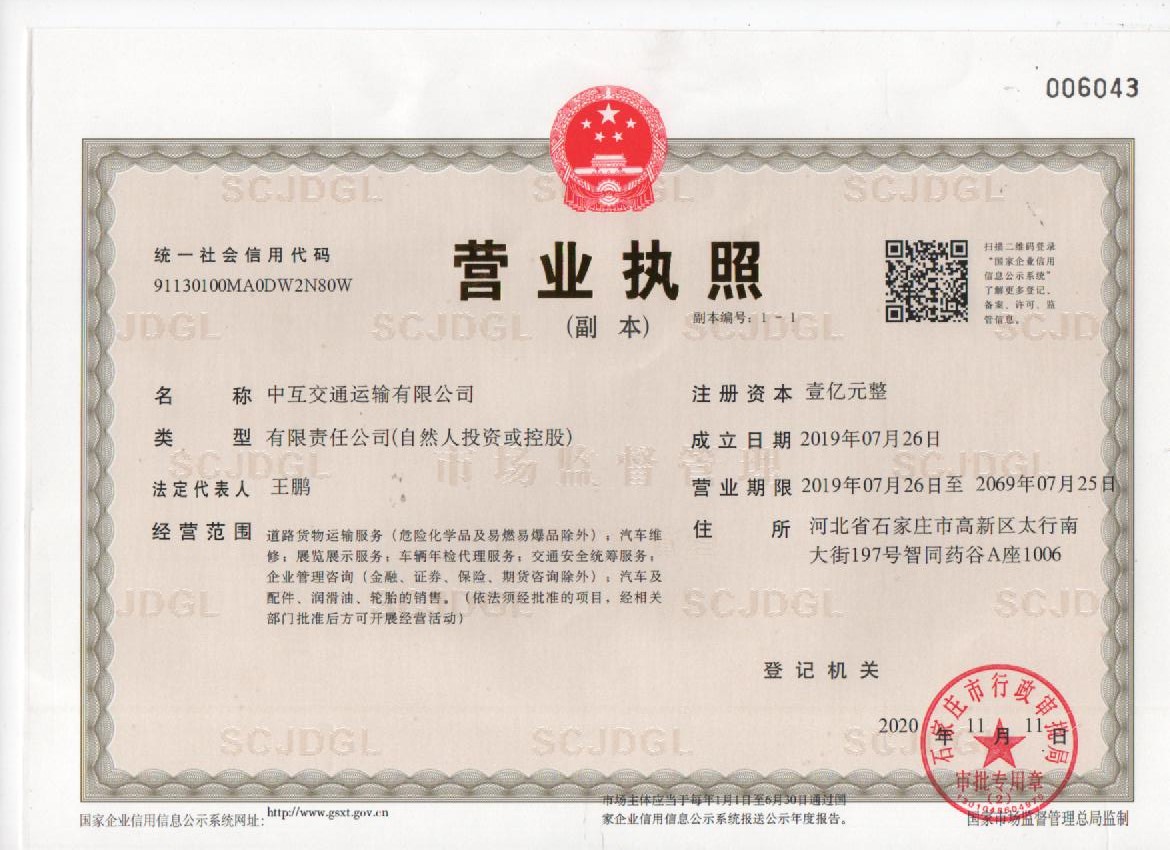 006043
统一社会信用代码
91130100MA0DW2N80W
营业执照
(副 本)
副本编号: 1 - 1
扫描二维码登录
“国家企业信用
信息公示系统”
了解更多登记、
备案、许可、监
管信息。
名 称 中互交通运输有限公司
类 型 有限责任公司(自然人投资或控股)
法定代表人 王鹏
经营范围 道路货物运输服务（危险化学品及易燃易爆品除外）；汽车维
修；展览展示服务；车辆年检代理服务；交通安全统筹服务；
企业管理咨询（金融、证券、保险、期货咨询除外）；汽车及
配件、润滑油、轮胎的销售。（依法须经批准的项目，经相关
部门批准后方可开展经营活动）
注册资本 壹亿元整
成立日期 2019年07月26日
营业期限 2019年07月26日至 2069年07月25日
住 所 河北省石家庄市高新区太行南
大街197号智同药谷A座1006
登记机关
2020 年 11 月 11 日
石家庄市行政审批局
审批专用章
(2)
国家企业信用信息公示系统网址: http://www.gsxt.gov.cn
市场主体应当于每年1月1日至6月30日通过国
家企业信用信息公示系统报送公示年度报告。
国家市场监督管理总局监制
SCJDGL
市场监督管理